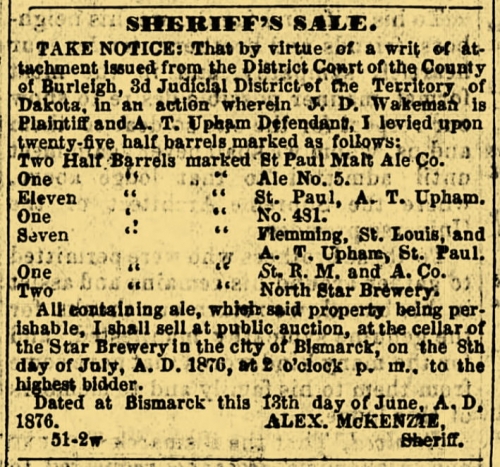 SHERIFF'S SALE.
TAKE NOTICE: That by virtue of a writ of at-
tachment issued from the District Court of the County
of Burleigh, 3d Judicial District of the Territory of
Dakota, in an action wherein J. D. Wakeman is
Plaintiff and A. T. Upham Defendant, I levied upon
twenty-five half barrels marked as follows:
Two Half Barrels marked St Paul Malt Ale Co.
One " " Ale No. 5.
Eleven " " St. Paul, A. T. Upham.
One " " No. 481.
Seven " " Flemming, St. Louis, and
A. T. Upham, St. Paul.
One " " St. R. M. and A. Co.
Two " " North Star Brewery.
All containing ale, which said property being per-
ishable, I shall sell at public auction, at the cellar of
the Star Brewery in the city of Bismarck, on the 8th
day of July, A. D. 1876, at 2 o'clock p. m., to the
highest bidder.
Dated at Bismarck this 13th day of June, A. D,
1876. ALEX. McKENZIE,
51-2w Sheriff.